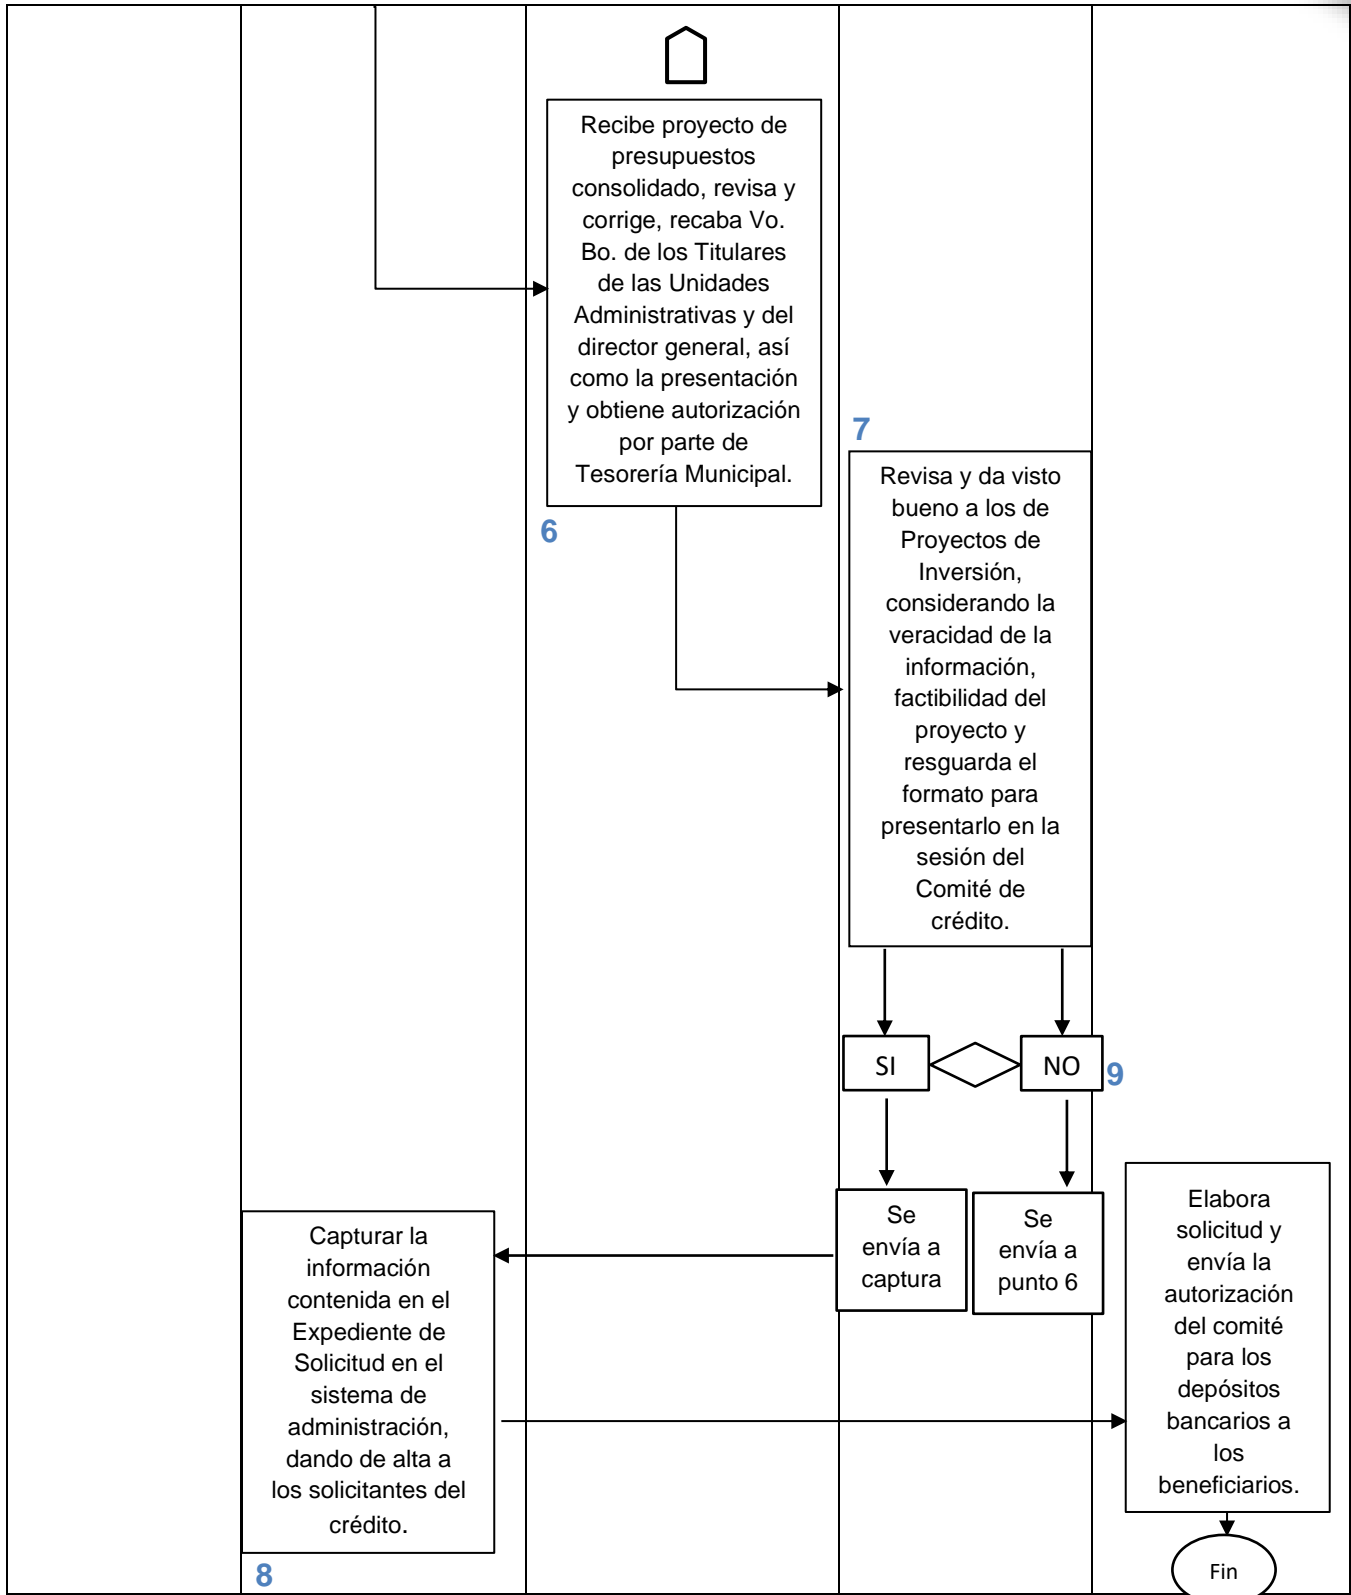 Recibe proyecto de
presupuestos
consolidado, revisa y
corrige, recaba Vo.
Bo. de los Titulares
de las Unidades
Administrativas y del
director general, así
como la presentación
y obtiene autorización
por parte de
Tesorería Municipal.
6
7
Revisa y da visto
bueno a los de
Proyectos de
Inversión,
considerando la
veracidad de la
información,
factibilidad del
proyecto y
resguarda el
formato para
presentarlo en la
sesión del
Comité de
crédito.
SI
NO
9
Se
envía a
captura
Se
envía a
punto 6
Capturar la
información
contenida en el
Expediente de
Solicitud en el
sistema de
administración,
dando de alta a
los solicitantes del
crédito.
8
Elabora
solicitud y
envía la
autorización
del comité
para los
depósitos
bancarios a
los
beneficiarios.
Fin